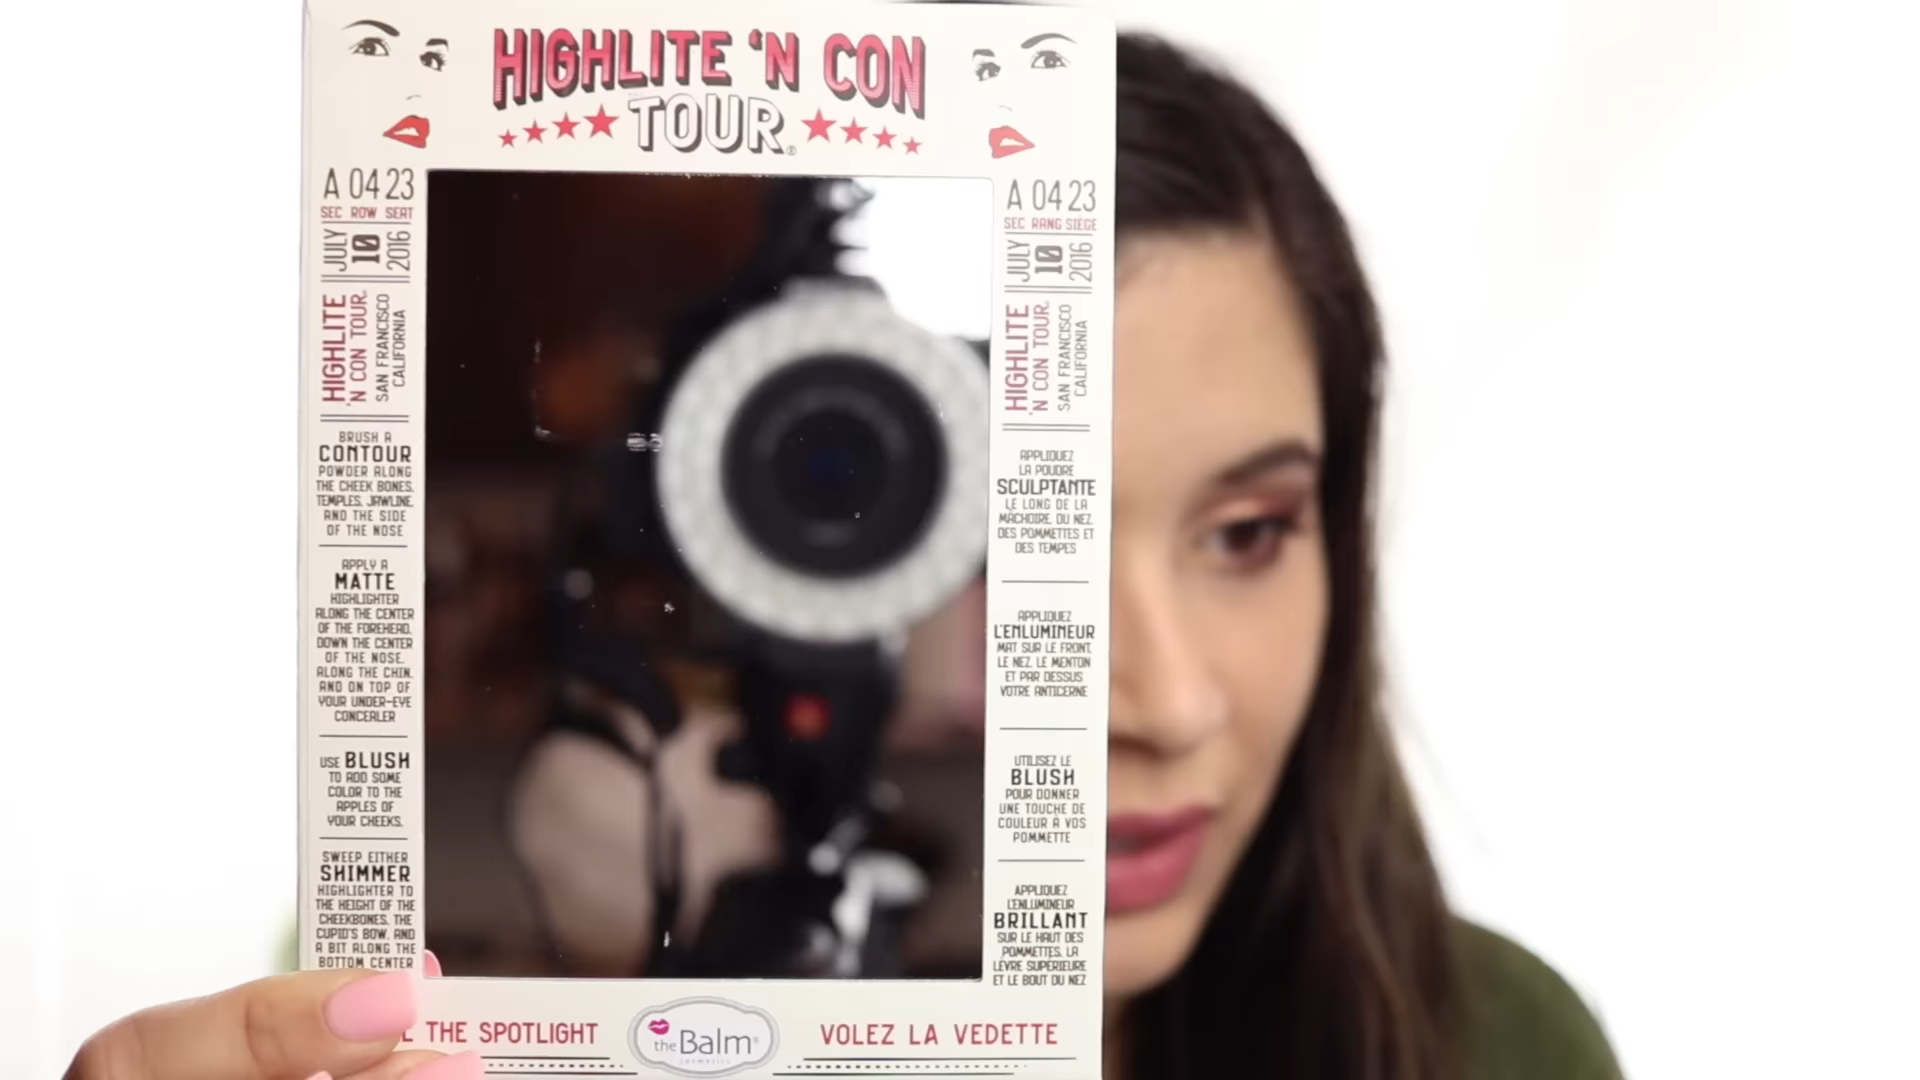 HIGHLITE 'N CON
TOUR®
A 04 23
SEC ROW SEAT
JULY
10
2016
HIGHLITE
'N CON TOUR®
SAN FRANCISCO
CALIFORNIA
BRUSH A
CONTOUR
POWDER ALONG
THE CHEEK BONES,
TEMPLES, JAWLINE,
AND THE SIDE
OF THE NOSE
APPLY A
MATTE
HIGHLIGHTER
ALONG THE CENTER
OF THE FOREHEAD,
DOWN THE CENTER
OF THE NOSE,
ALONG THE CHIN,
AND ON TOP OF
YOUR UNDER-EYE
CONCEALER
USE BLUSH
TO ADD SOME
COLOR TO THE
APPLES OF
YOUR CHEEKS.
SWEEP EITHER
SHIMMER
HIGHLIGHTER TO
THE HEIGHT OF THE
CHEEKBONES, THE
CUPID'S BOW, AND
A BIT ALONG THE
BOTTOM CENTER
A 04 23
SEC RANG SIÈGE
JULY
10
2016
HIGHLITE
'N CON TOUR®
SAN FRANCISCO
CALIFORNIA
APPLIQUEZ
LA POUDRE
SCULPTANTE
LE LONG DE LA
MÂCHOIRE, DU NEZ,
DES POMMETTES ET
DES TEMPES
APPLIQUEZ
L'ENLUMINEUR
MAT SUR LE FRONT,
LE NEZ, LE MENTON
ET PAR DESSUS
VOTRE ANTICERNE
UTILISEZ LE
BLUSH
POUR DONNER
UNE TOUCHE DE
COULEUR À VOS
POMMETTE
APPLIQUEZ
L'ENLUMINEUR
BRILLANT
SUR LE HAUT DES
POMMETTES, LA
LÈVRE SUPÉRIEURE
ET LE BOUT DU NEZ
THE SPOTLIGHT
theBalm®
cosmetics
VOLEZ LA VEDETTE